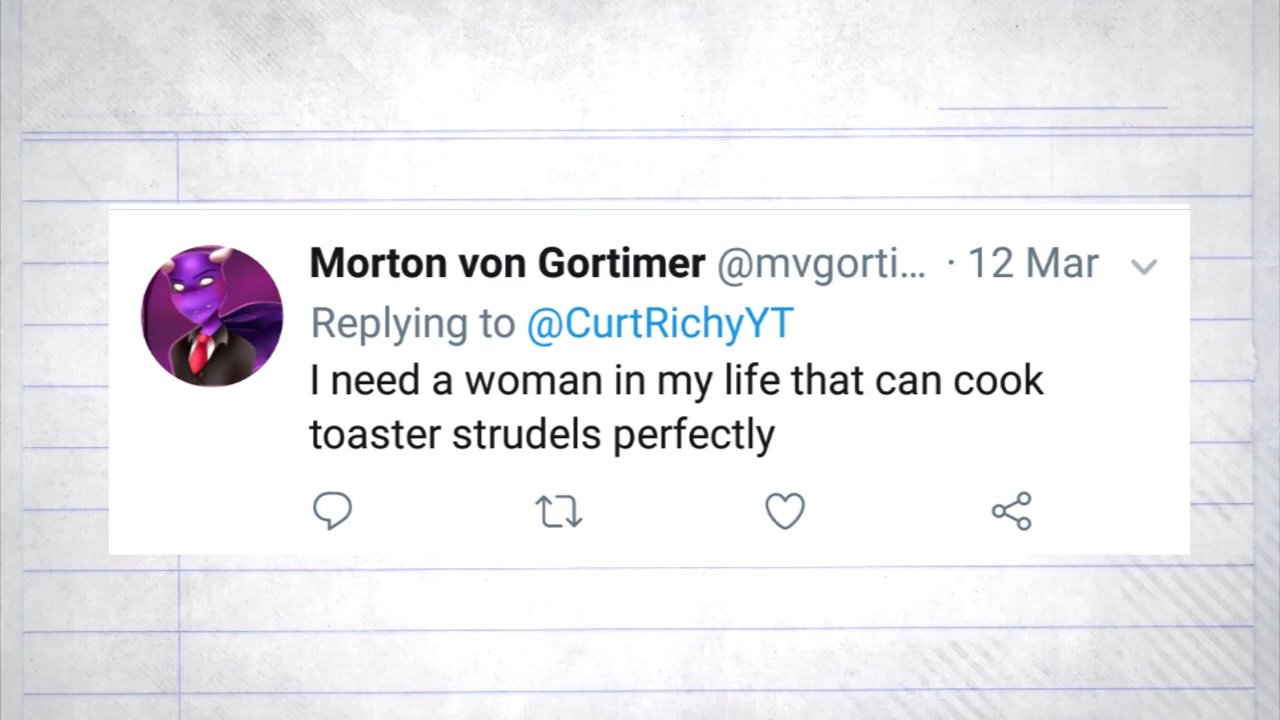 Morton von Gortimer @mvgorti... · 12 Mar
Replying to @CurtRichyYT
I need a woman in my life that can cook
toaster strudels perfectly